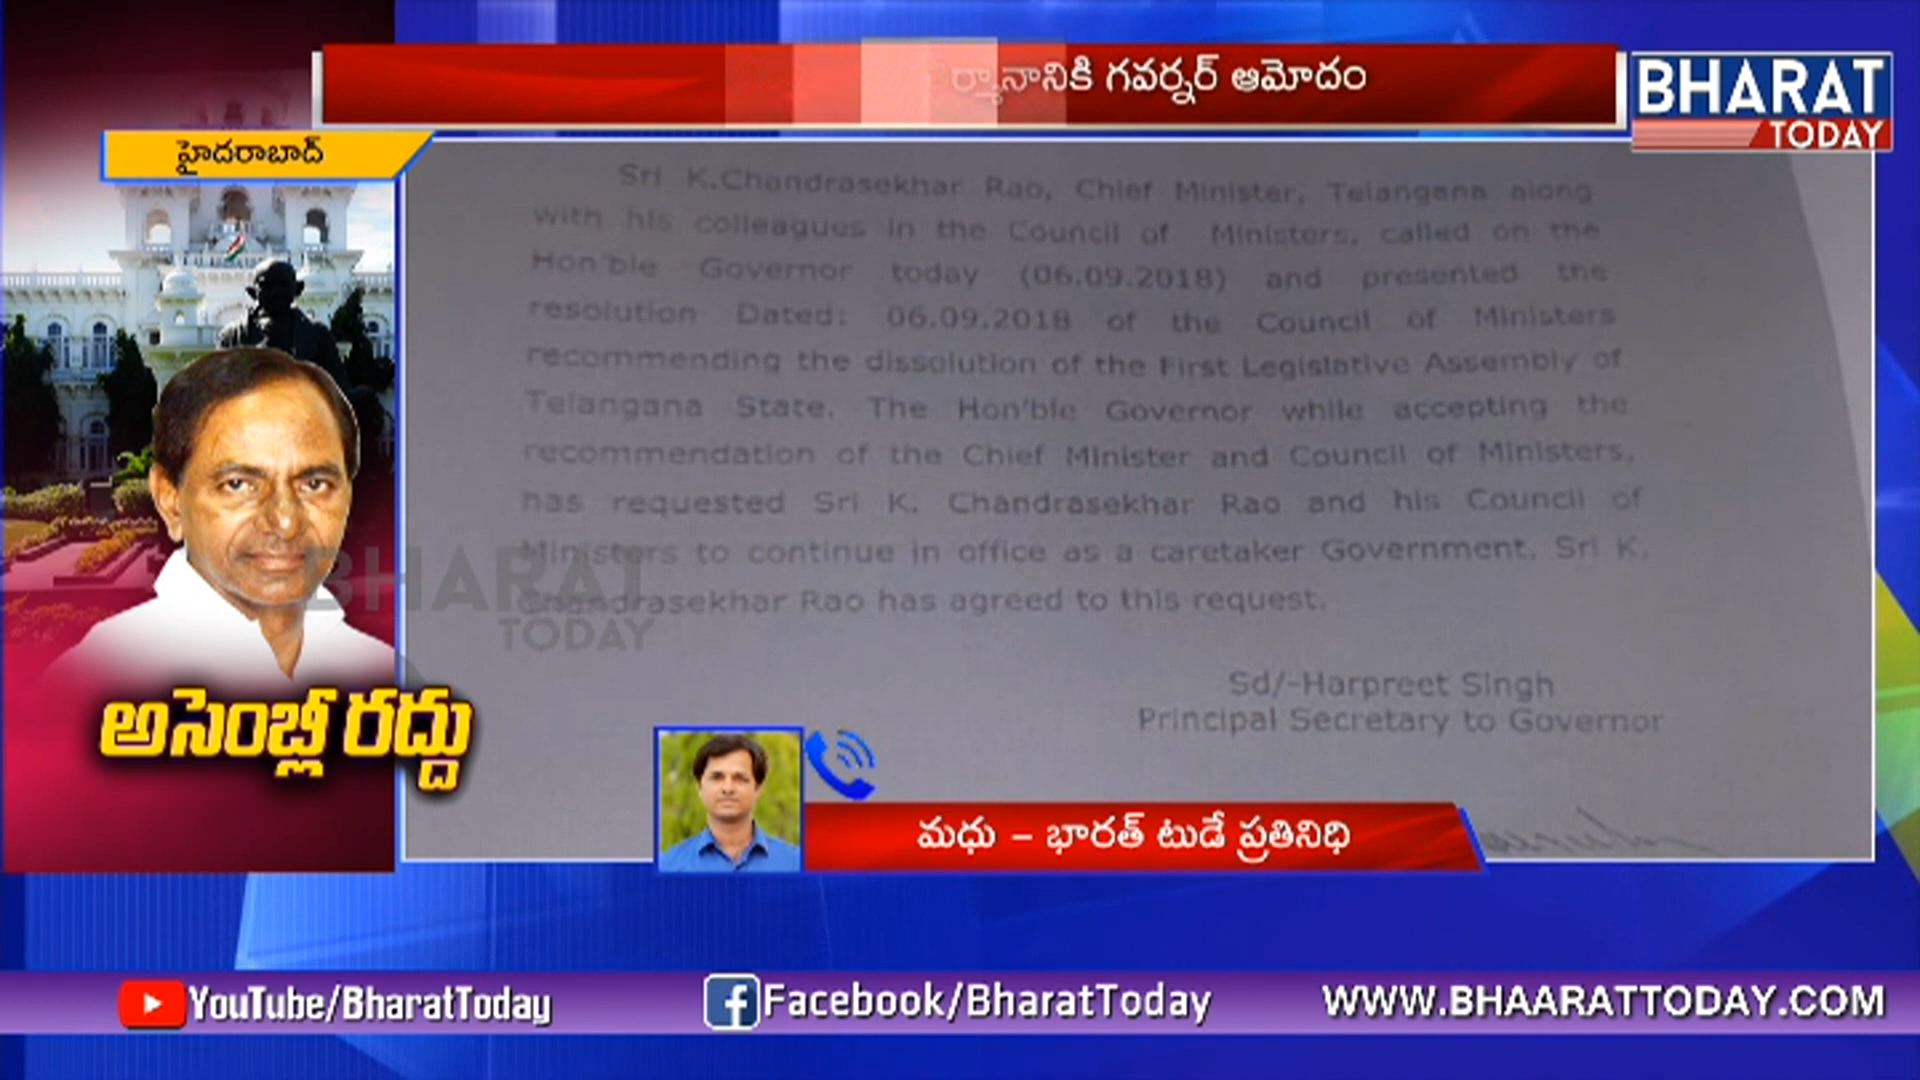 గవర్నర్ ఆమోదం
BHARAT
TODAY
హైదరాబాద్
Sri K.Chandrasekhar Rao, Chief Minister, Telangana along
with his colleagues in the Council of Ministers, called on the
Hon'ble Governor today (06.09.2018) and presented the
resolution Dated: 06.09.2018 of the Council of Ministers
recommending the dissolution of the First Legislative Assembly of
Telangana State. The Hon'ble Governor while accepting the
recommendation of the Chief Minister and Council of Ministers,
has requested Sri K. Chandrasekhar Rao and his Council of
Ministers to continue in office as a caretaker Government. Sri K.
Chandrasekhar Rao has agreed to this request.
BHARAT
TODAY
Sd/-Harpreet Singh
Principal Secretary to Governor
అసెంబ్లీ రద్దు
మధు – భారత్ టుడే ప్రతినిధి
YouTube/BharatToday
Facebook/BharatToday
WWW.BHAARATTODAY.COM